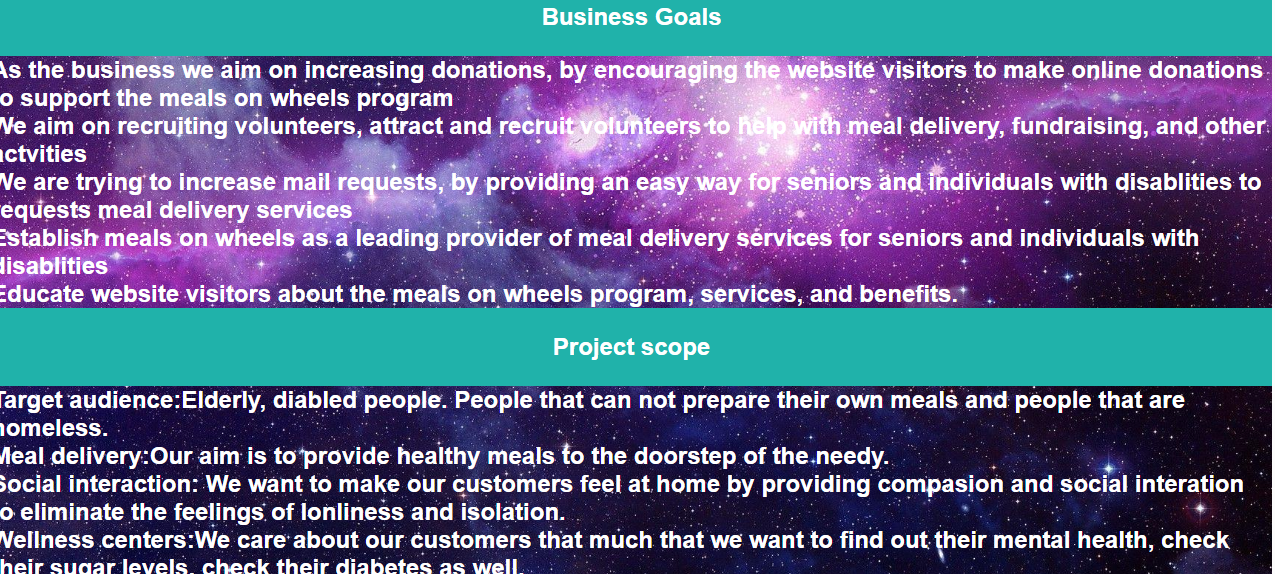 Business Goals
As the business we aim on increasing donations, by encouraging the website visitors to make online donations
to support the meals on wheels program
We aim on recruiting volunteers, attract and recruit volunteers to help with meal delivery, fundraising, and other
actvities
We are trying to increase mail requests, by providing an easy way for seniors and individuals with disablities to
requests meal delivery services
Establish meals on wheels as a leading provider of meal delivery services for seniors and individuals with
disablities
Educate website visitors about the meals on wheels program, services, and benefits.
Project scope
Target audience:Elderly, diabled people. People that can not prepare their own meals and people that are
homeless.
Meal delivery:Our aim is to provide healthy meals to the doorstep of the needy.
Social interaction: We want to make our customers feel at home by providing compasion and social interation
to eliminate the feelings of lonliness and isolation.
Wellness centers:We care about our customers that much that we want to find out their mental health, check
their sugar levels, check their diabetes as well.